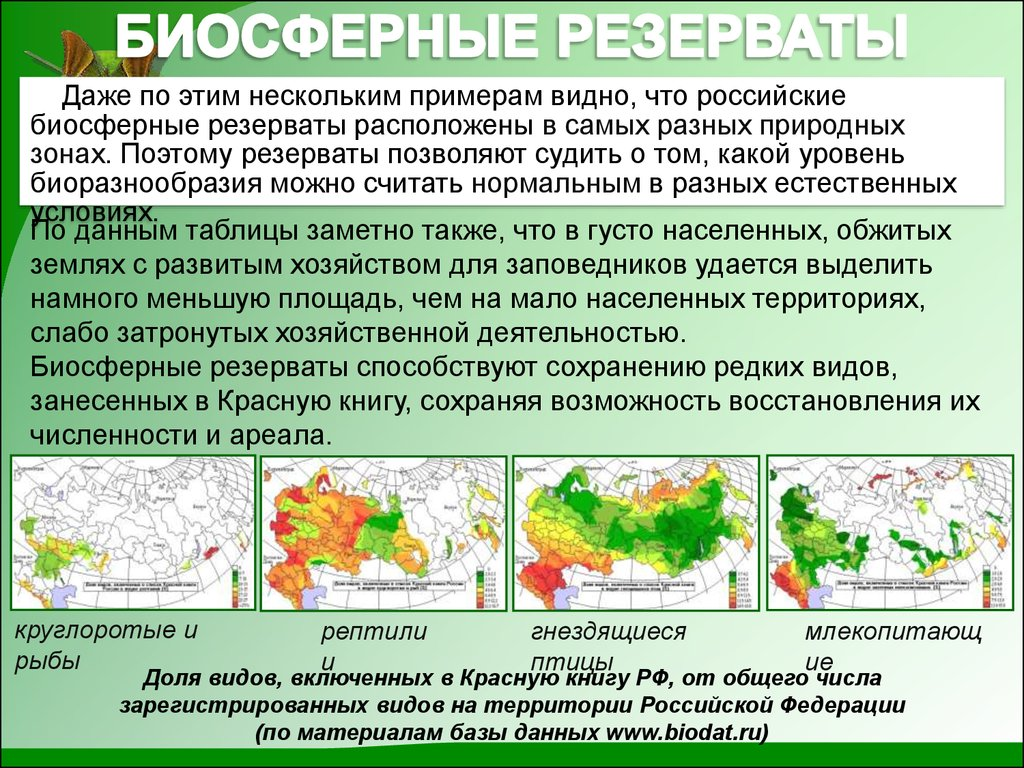 БИОСФЕРНЫЕ РЕЗЕРВАТЫ
Даже по этим нескольким примерам видно, что российские
биосферные резерваты расположены в самых разных природных
зонах. Поэтому резерваты позволяют судить о том, какой уровень
биоразнообразия можно считать нормальным в разных естественных
условиях.
По данным таблицы заметно также, что в густо населенных, обжитых
землях с развитым хозяйством для заповедников удается выделить
намного меньшую площадь, чем на мало населенных территориях,
слабо затронутых хозяйственной деятельностью.
Биосферные резерваты способствуют сохранению редких видов,
занесенных в Красную книгу, сохраняя возможность восстановления их
численности и ареала.
круглоротые и
рыбы
рептили
и
гнездящиеся
птицы
млекопитающ
ие
Доля видов, включенных в Красную книгу РФ, от общего числа
зарегистрированных видов на территории Российской Федерации
(по материалам базы данных www.biodat.ru)